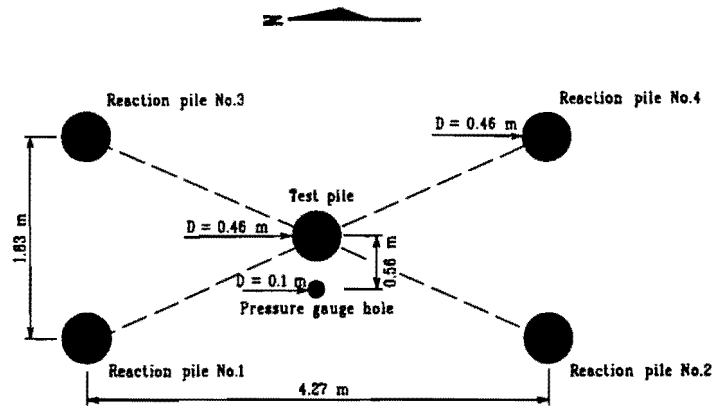 N
Reaction pile No.3
Reaction pile No.4
D = 0.46 m
Test pile
D = 0.46 m
1.83 m
0.56 m
D = 0.1 m
Pressure gauge hole
Reaction pile No.1
Reaction pile No.2
4.27 m